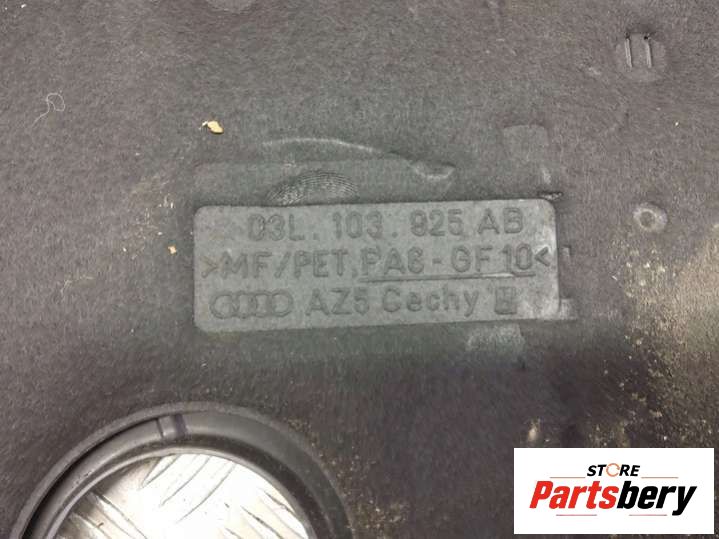 03L.103.925 AB
>MF/PET,PA6-GF10<
AZ5 Cechy
STORE
Partsbery